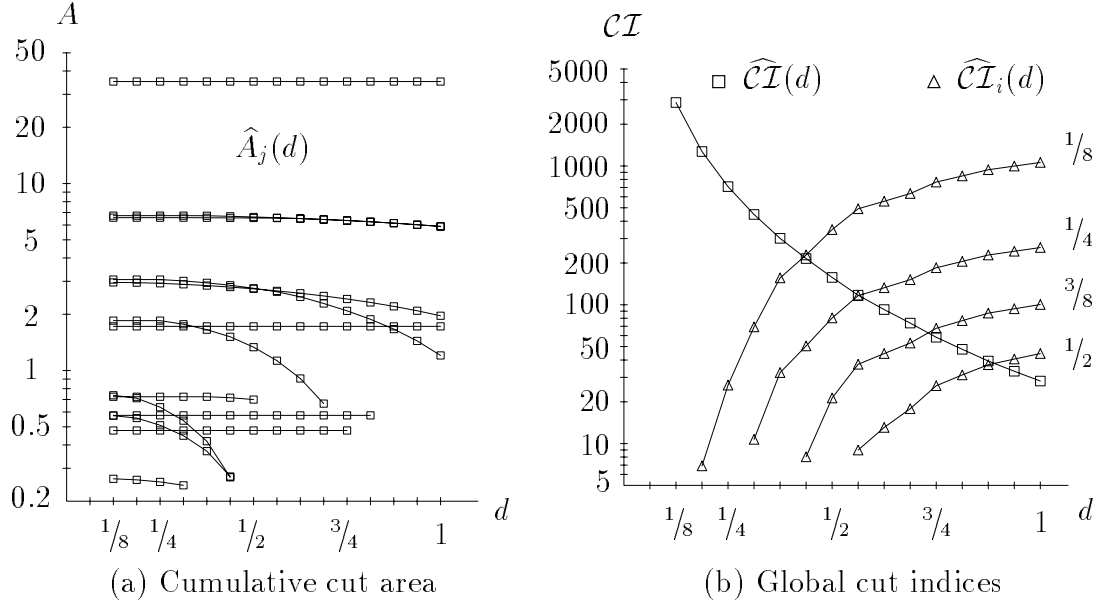 A
50
20
10
5
2
1
0.5
0.2
Âⱼ(d)
1/8 1/4 1/2 3/4 1 d
(a) Cumulative cut area
𝒞ℐ
5000
2000
1000
500
200
100
50
20
10
5
𝒞ℐ̂(d) 𝒞ℐ̂ᵢ(d)
1/8
1/4
3/8
1/2
1/8 1/4 1/2 3/4 1 d
(b) Global cut indices